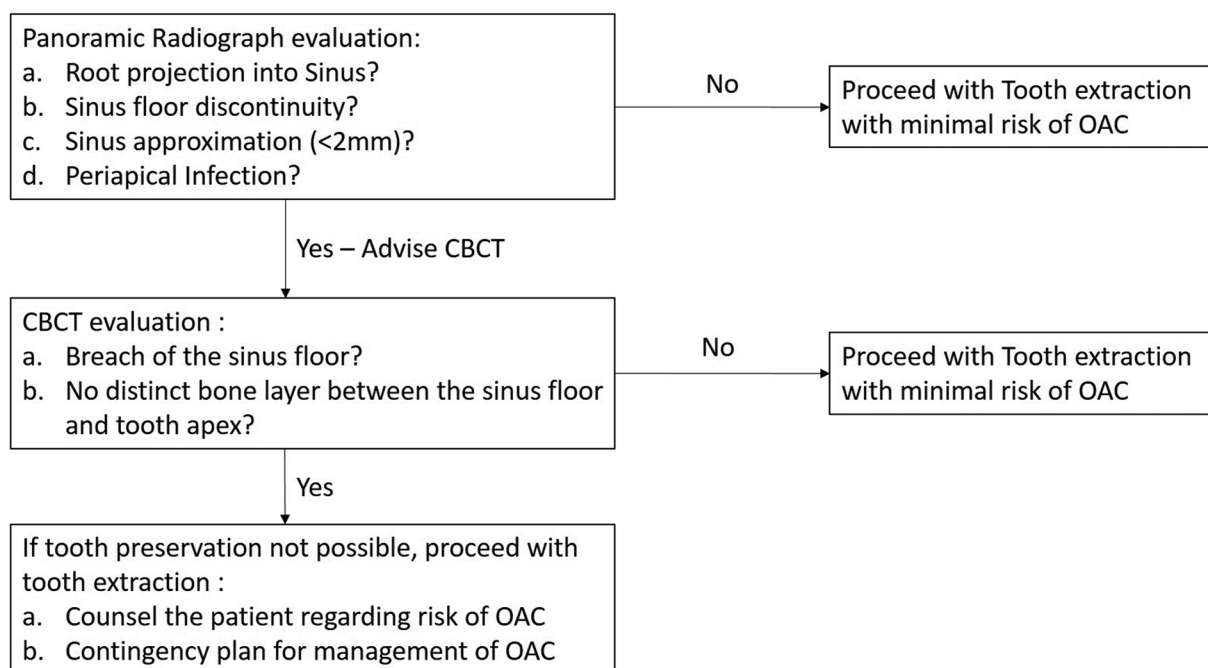 Panoramic Radiograph evaluation:
a. Root projection into Sinus?
b. Sinus floor discontinuity?
c. Sinus approximation (<2mm)?
d. Periapical Infection?
No
Proceed with Tooth extraction
with minimal risk of OAC
Yes – Advise CBCT
CBCT evaluation :
a. Breach of the sinus floor?
b. No distinct bone layer between the sinus floor
and tooth apex?
No
Proceed with Tooth extraction
with minimal risk of OAC
Yes
If tooth preservation not possible, proceed with
tooth extraction :
a. Counsel the patient regarding risk of OAC
b. Contingency plan for management of OAC